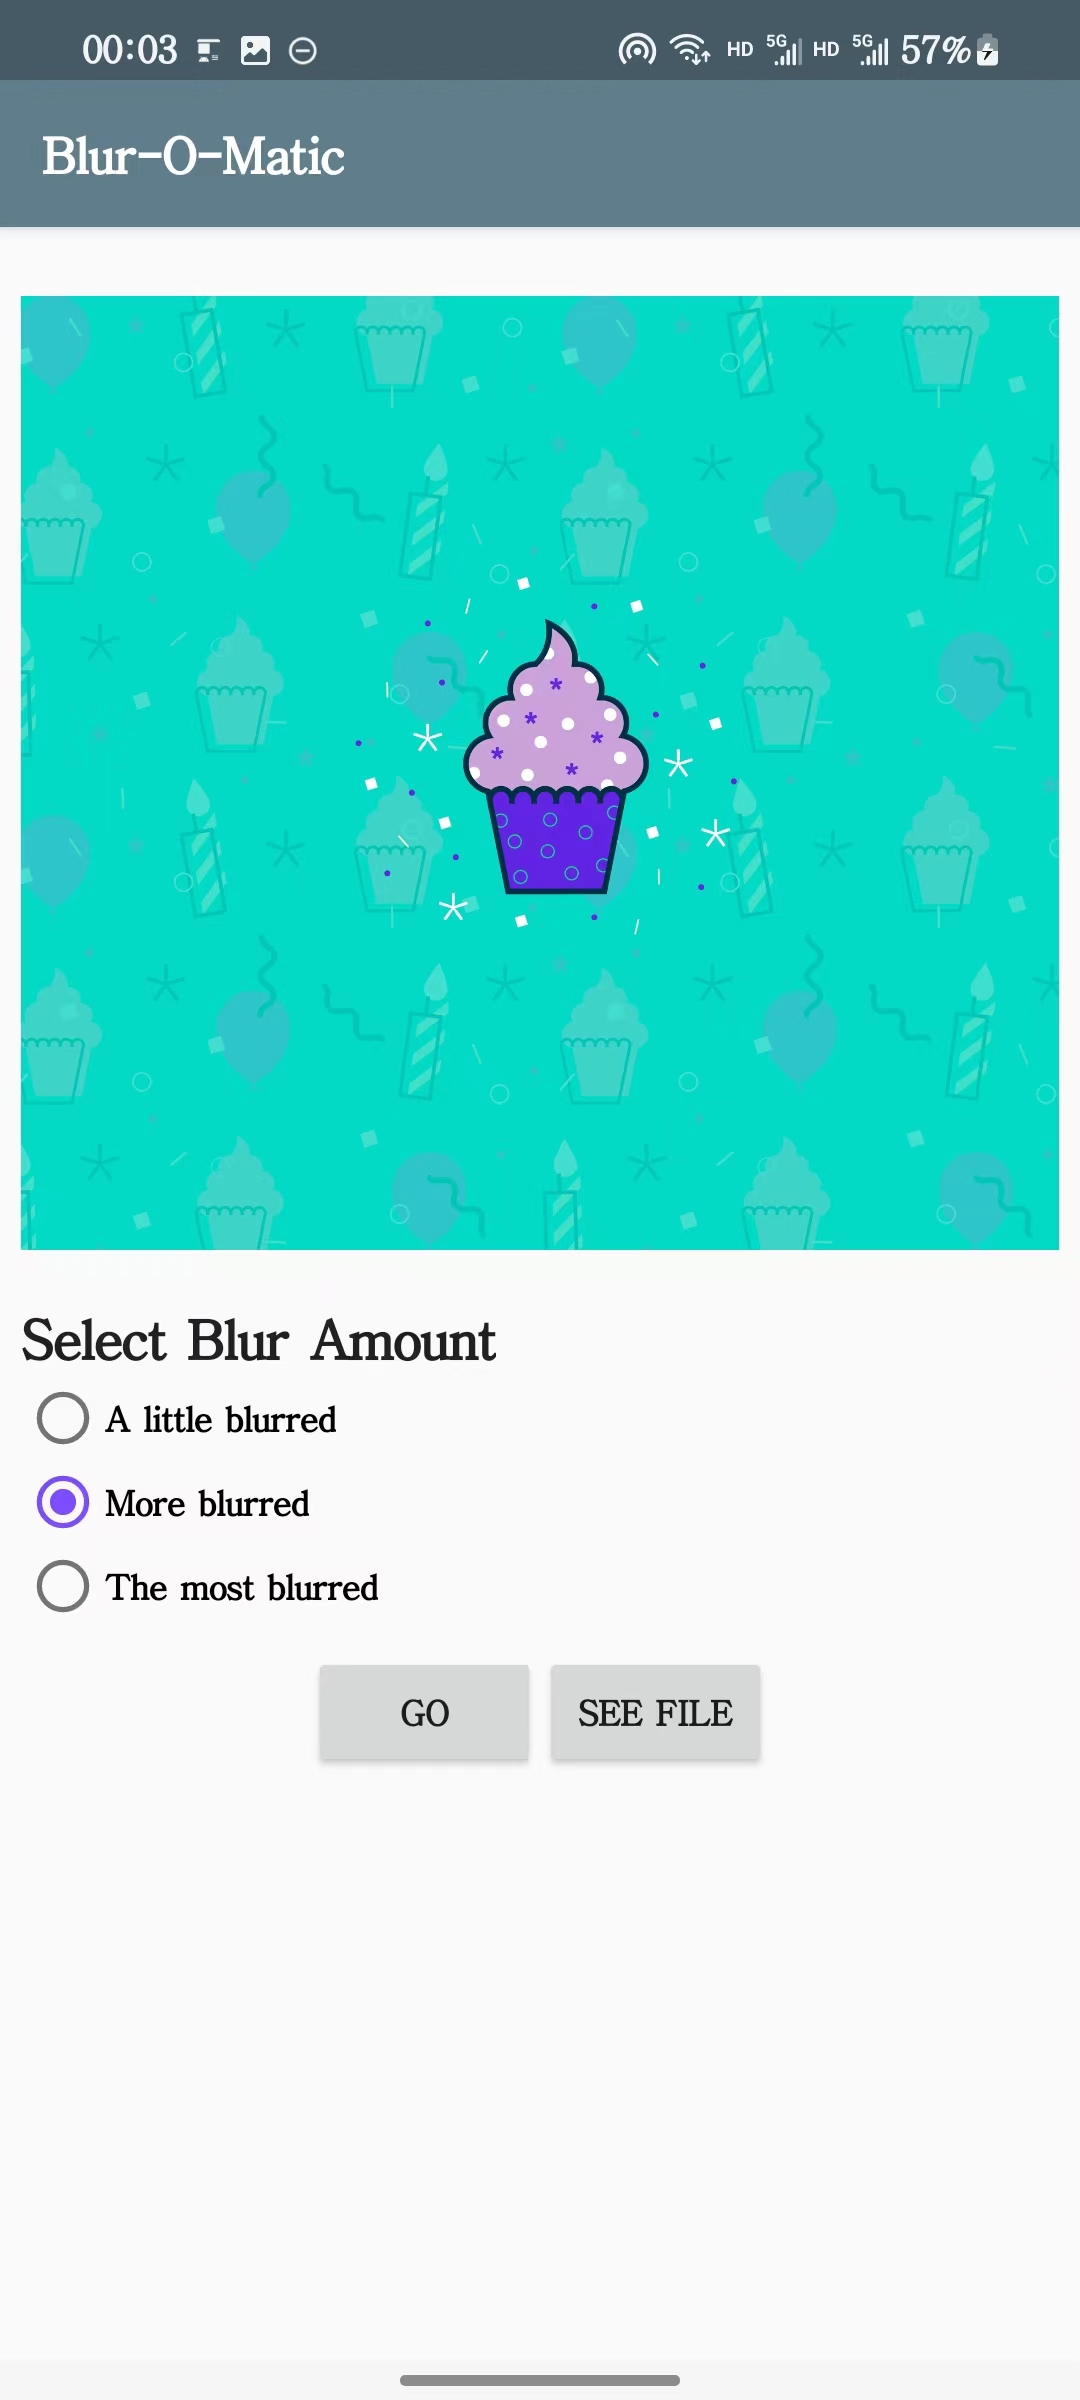 00:03 HD 5G HD 5G 57%
Blur-O-Matic
Select Blur Amount
A little blurred
More blurred
The most blurred
GO SEE FILE